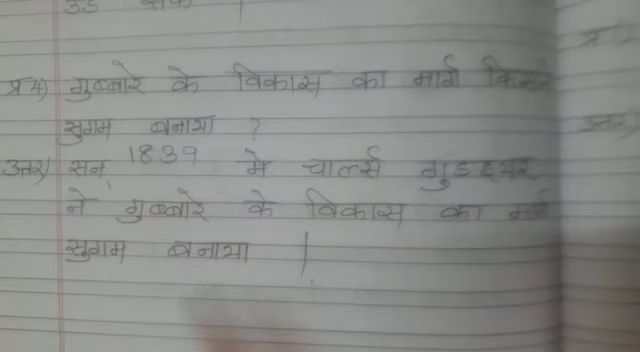 प्र4) गुब्बारे के विकास का मार्ग किसने
सुगम बनाया ?
उत्तर) सन् 1839 मे चार्ल्स गुडइयर
ने गुब्बारे के विकास का मार्ग
सुगम बनाया |